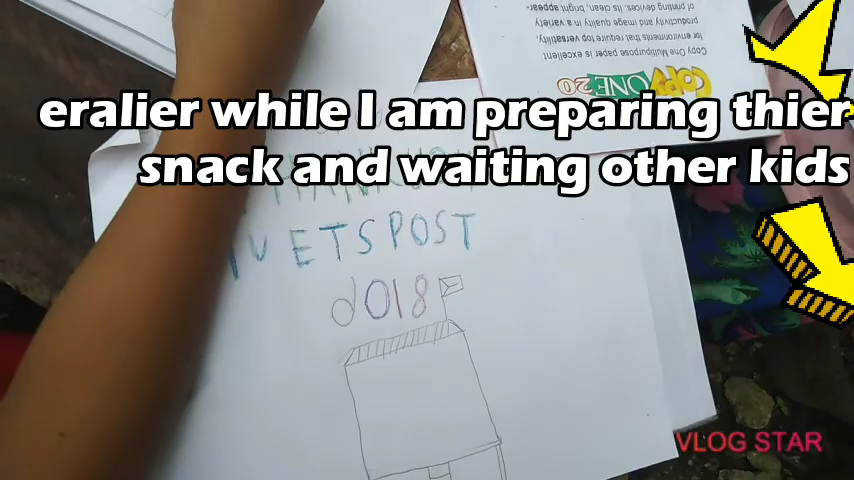 eralier while I am preparing thier
snack and waiting other kids
ETSPOST
d018
VLOG STAR
COPY ONE 20
Copy One Multipurpose paper is excellent
for environments that require top versatility,
productivity and image quality in a variety
of printing devices. Its clean, bright appear-